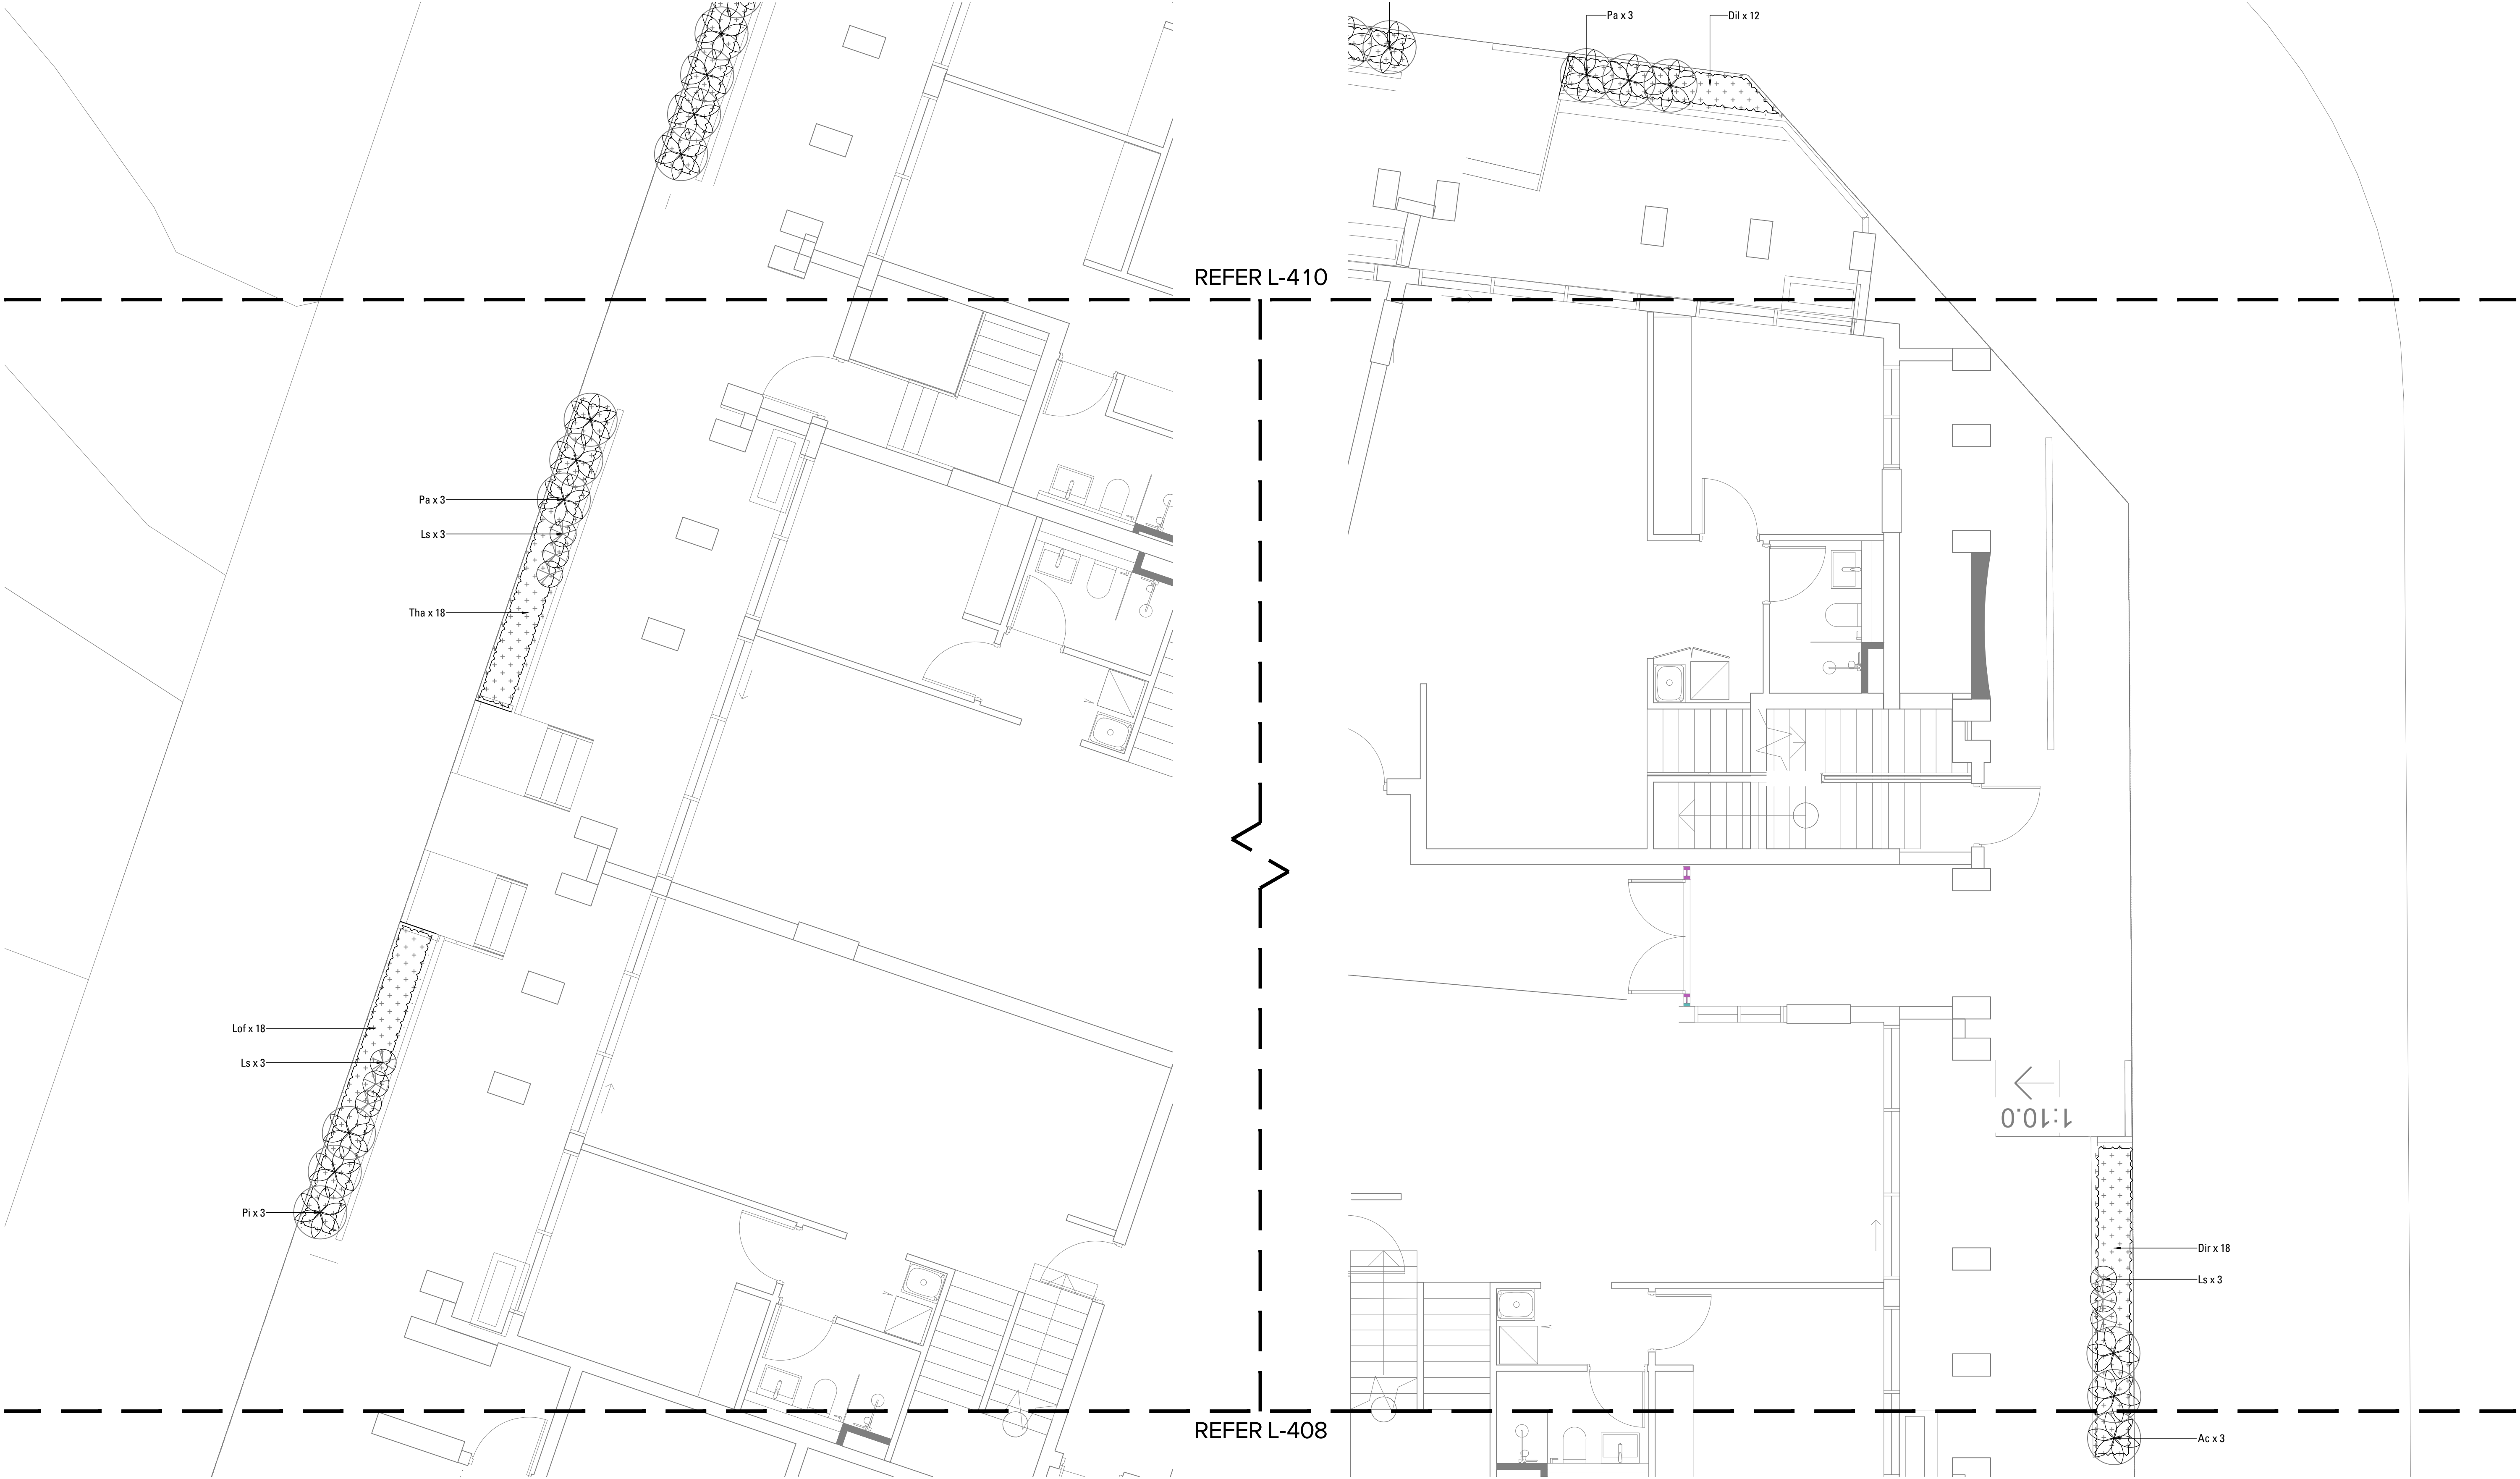 Pa x 3
Dil x 12
REFER L-410
Pa x 3
Ls x 3
Tha x 18
Lof x 18
Ls x 3
Pi x 3
1:10.0
Dir x 18
Ls x 3
Ac x 3
REFER L-408